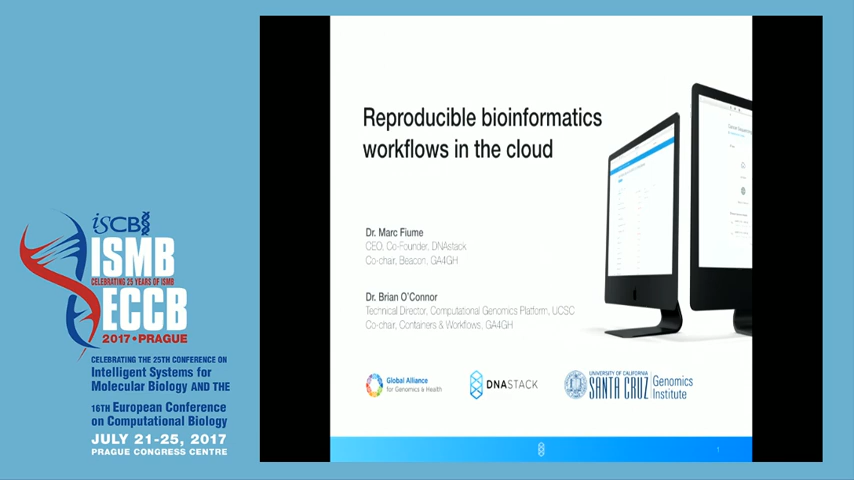 iSCB
ISMB
CELEBRATING 25 YEARS OF ISMB
ECCB
2017 • PRAGUE
CELEBRATING THE 25TH CONFERENCE ON
Intelligent Systems for
Molecular Biology AND THE
16TH European Conference
on Computational Biology
JULY 21-25, 2017
PRAGUE CONGRESS CENTRE
Reproducible bioinformatics
workflows in the cloud
Dr. Marc Fiume
CEO, Co-Founder, DNAstack
Co-chair, Beacon, GA4GH
Dr. Brian O'Connor
Technical Director, Computational Genomics Platform, UCSC
Co-chair, Containers & Workflows, GA4GH
Global Alliance
for Genomics & Health
DNASTACK
UNIVERSITY OF CALIFORNIA
SANTA CRUZ
Genomics
Institute
1